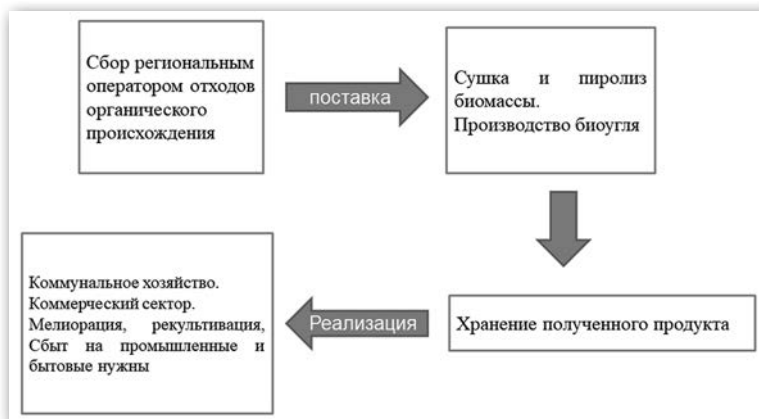 Сбор региональным
оператором отходов
органического
происхождения
поставка
Сушка и пиролиз
биомассы.
Производство биоугля
Хранение полученного продукта
Реализация
Коммунальное хозяйство.
Коммерческий сектор.
Мелиорация, рекультивация,
Сбыт на промышленные и
бытовые нужны